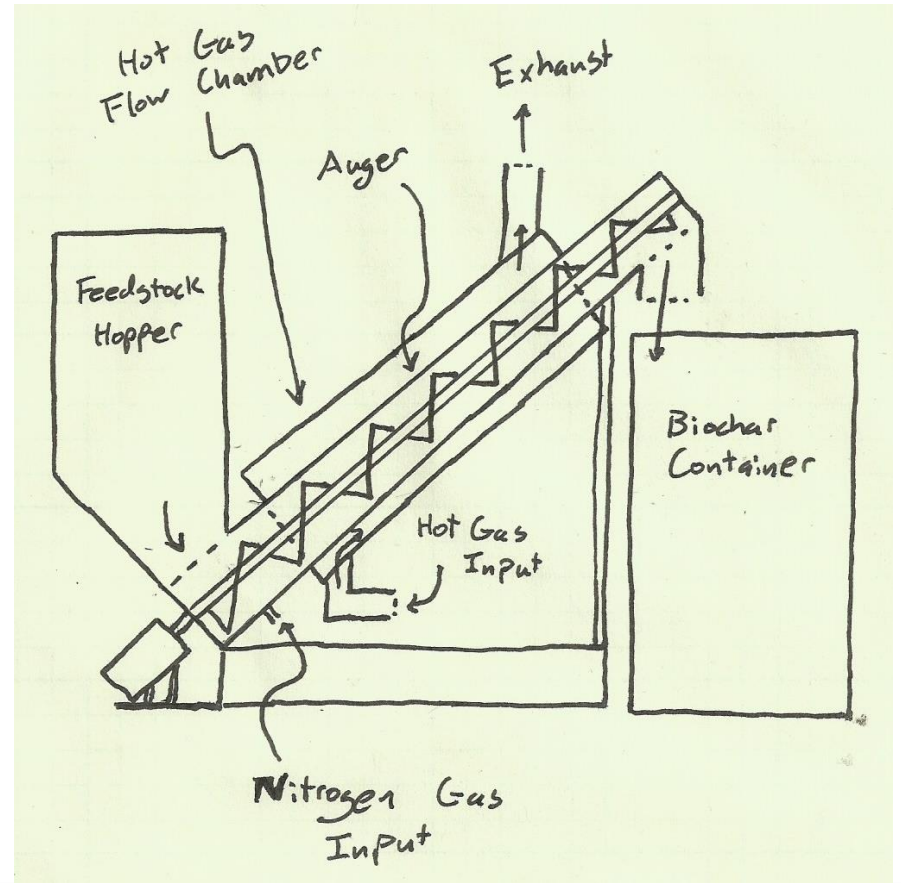 Hot Gas
Flow Chamber
Exhaust
Auger
Feedstock
Hopper
Biochar
Container
Hot Gas
Input
Nitrogen Gas
Input